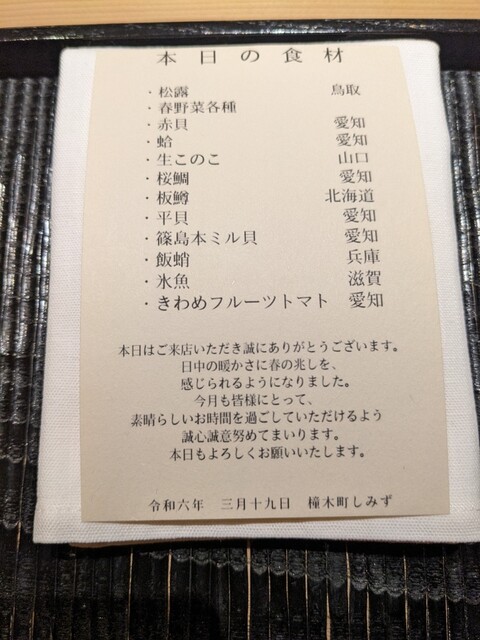 本日の食材
・松露 鳥取
・春野菜各種
・赤貝 愛知
・蛤 愛知
・生このこ 山口
・桜鯛 愛知
・板鱒 北海道
・平貝 愛知
・篠島本ミル貝 愛知
・飯蛸 兵庫
・氷魚 滋賀
・きわめフルーツトマト 愛知
本日はご来店いただき誠にありがとうございます。
日中の暖かさに春の兆しを、
感じられるようになりました。
今月も皆様にとって、
素晴らしいお時間を過ごしていただけるよう
誠心誠意努めてまいります。
本日もよろしくお願いいたします。
令和六年 三月十九日 橦木町しみず